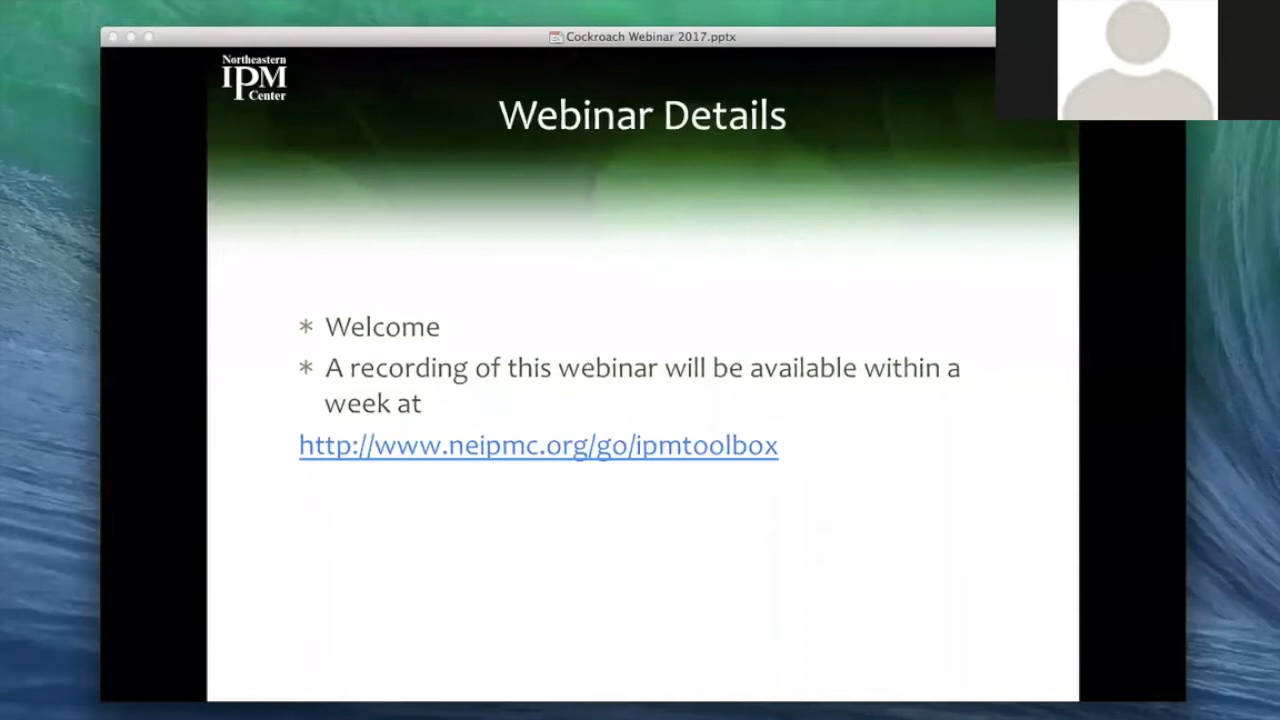 Cockroach Webinar 2017.pptx
Northeastern
IPM
Center
Webinar Details
* Welcome
* A recording of this webinar will be available within a
week at
http://www.neipmc.org/go/ipmtoolbox